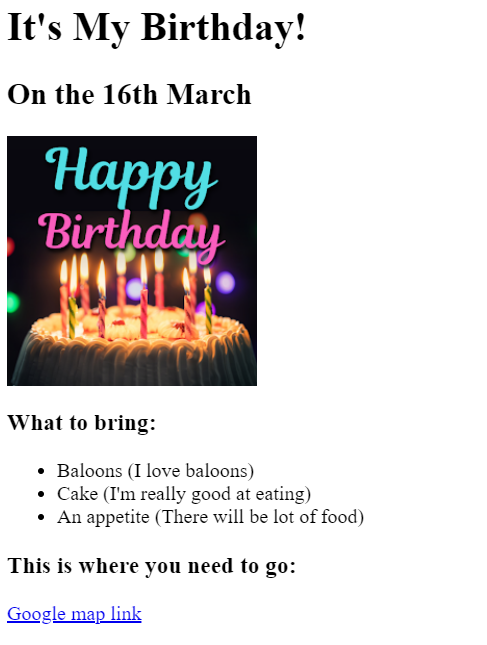 It's My Birthday!
On the 16th March
Happy
Birthday
What to bring:
Baloons (I love baloons)
Cake (I'm really good at eating)
An appetite (There will be lot of food)
This is where you need to go:
Google map link